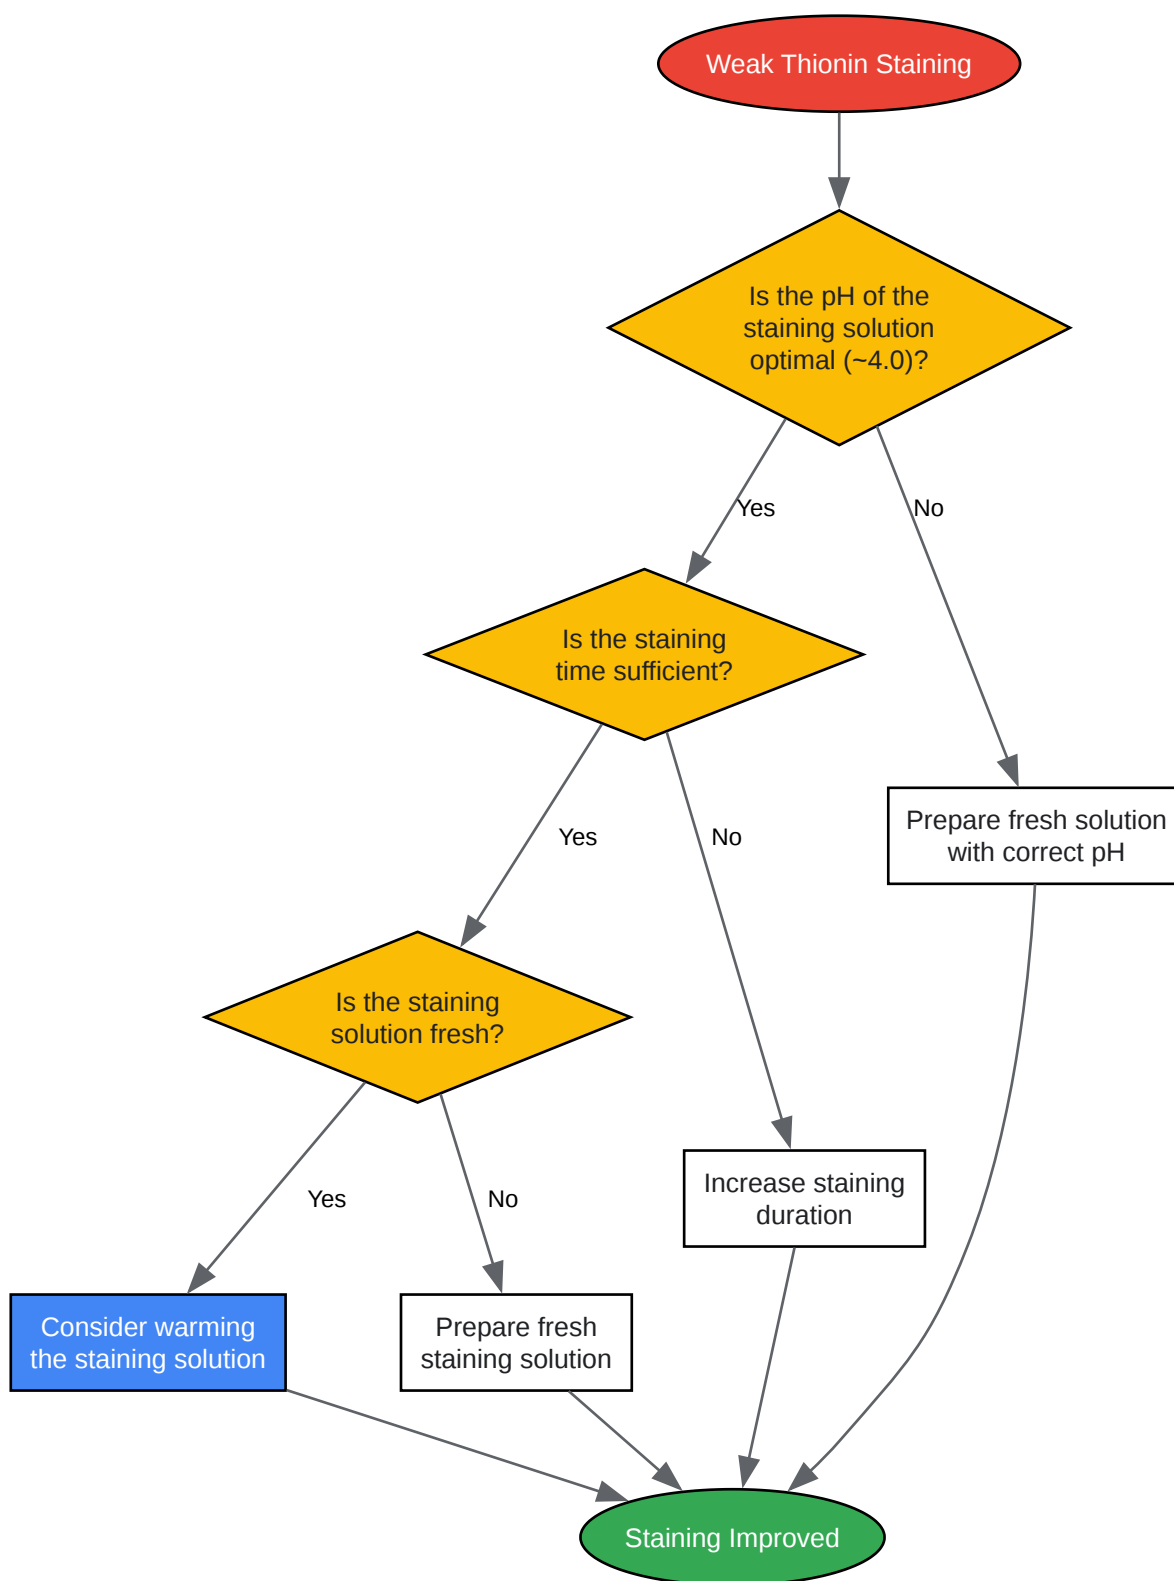 Weak Thionin Staining
Is the pH of the
staining solution
optimal (~4.0)?
Yes
No
Is the staining
time sufficient?
Yes
No
Prepare fresh solution
with correct pH
Is the staining
solution fresh?
Yes
No
Increase staining
duration
Consider warming
the staining solution
Prepare fresh
staining solution
Staining Improved